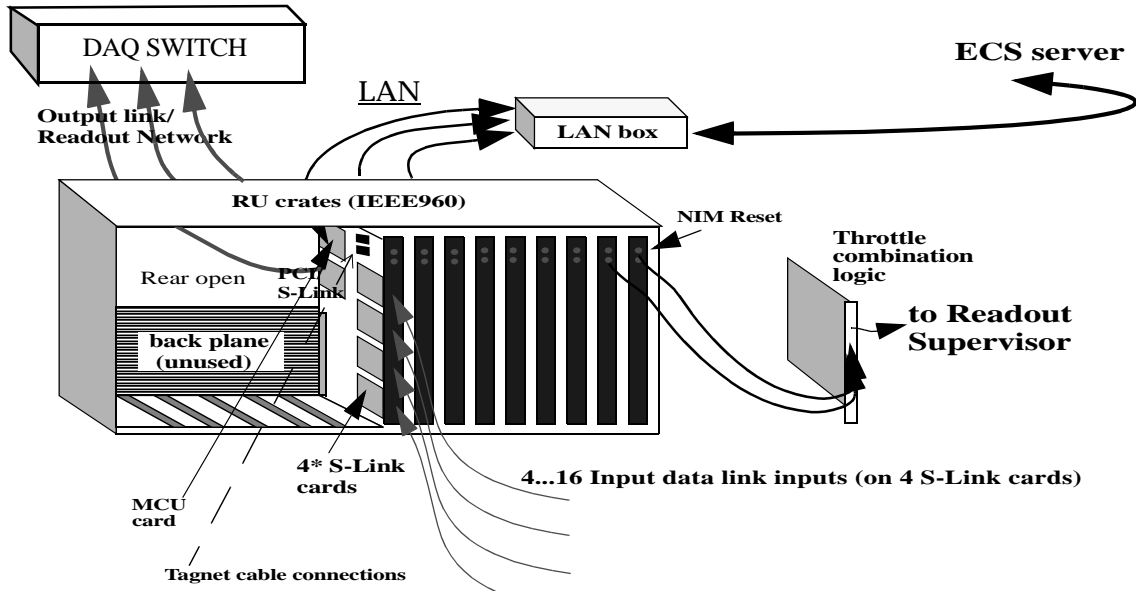 DAQ SWITCH
ECS server
LAN
Output link/
Readout Network
LAN box
RU crates (IEEE960)
NIM Reset
Throttle
combination
logic
Rear open
PCI/
S-Link
to Readout
Supervisor
back plane
(unused)
4* S-Link
cards
4...16 Input data link inputs (on 4 S-Link cards)
MCU
card
Tagnet cable connections